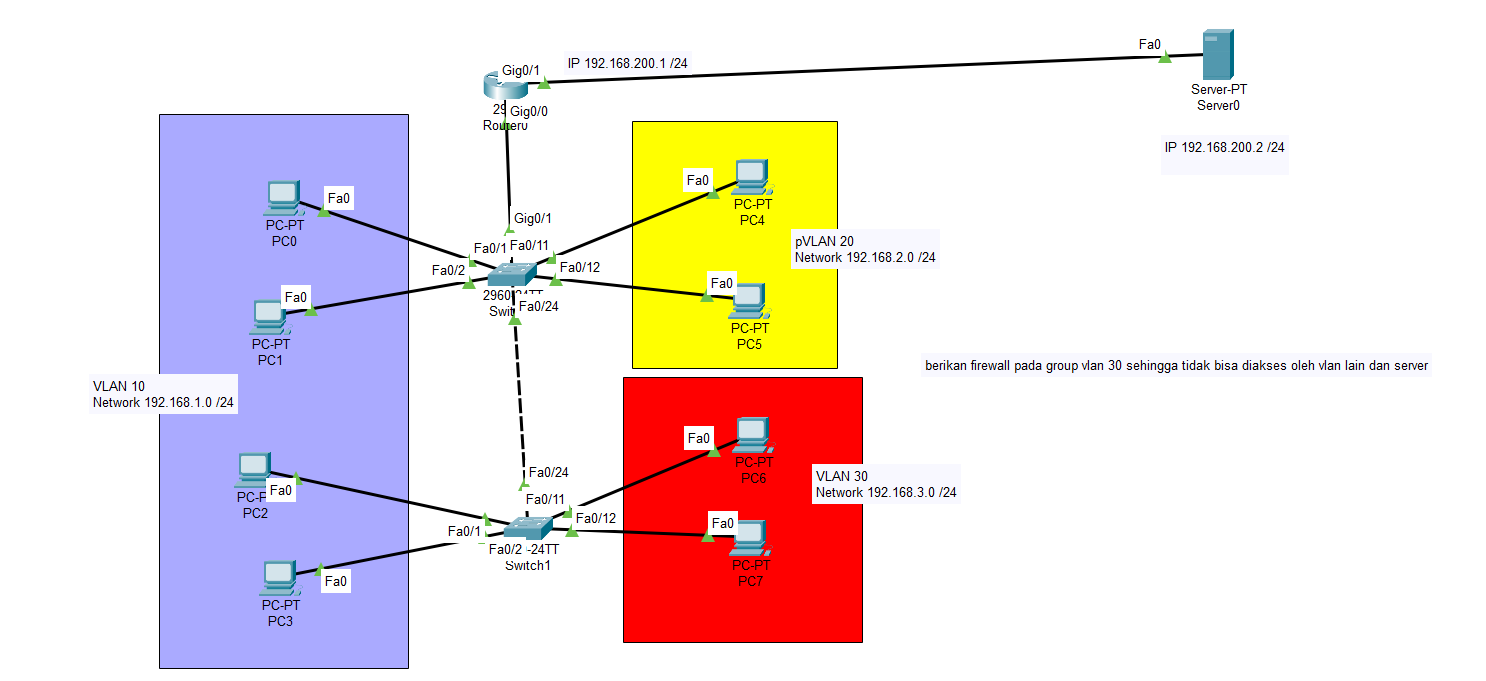 Gig0/1
IP 192.168.200.1 /24
Fa0
Server-PT
Server0
IP 192.168.200.2 /24
29
Gig0/0
Router0
Fa0
PC-PT
PC0
Fa0
PC-PT
PC1
VLAN 10
Network 192.168.1.0 /24
Fa0
PC2
Fa0
PC-PT
PC3
Gig0/1
Fa0/1
Fa0/11
Fa0/2
Fa0/12
2960-24TT
Fa0/24
Fa0
PC-PT
PC4
Fa0
PC-PT
PC5
pVLAN 20
Network 192.168.2.0 /24
berikan firewall pada group vlan 30 sehingga tidak bisa diakses oleh vlan lain dan server
Fa0/24
Fa0/11
Fa0/1
Fa0/12
Fa0/2
-24TT
Switch1
Fa0
PC-PT
PC6
Fa0
PC-PT
PC7
VLAN 30
Network 192.168.3.0 /24